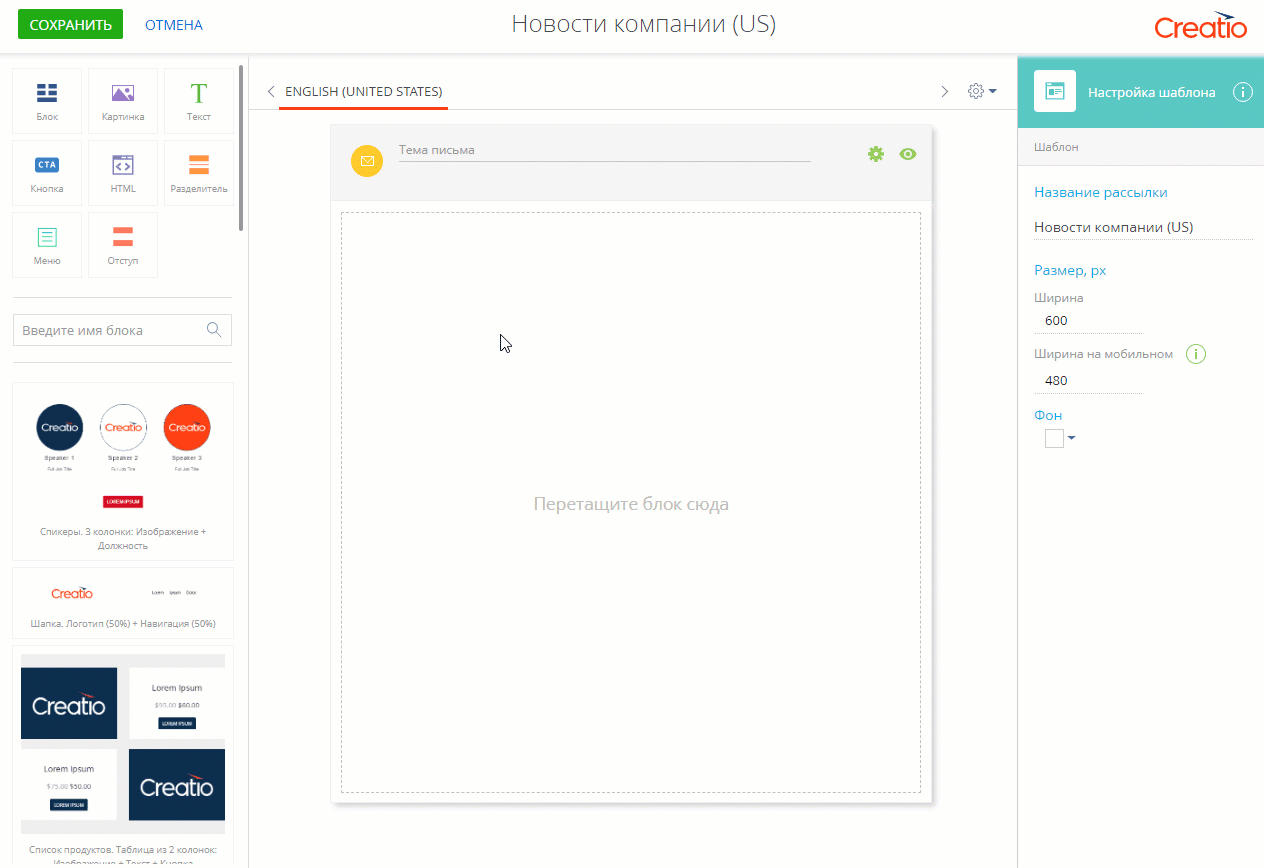 СОХРАНИТЬ
ОТМЕНА
Новости компании (US)
Creatio
Блок
Картинка
Текст
CTA
Кнопка
HTML
Разделитель
Меню
Отступ
Введите имя блока
Creatio
Creatio
Creatio
Speaker 1
Speaker 2
Speaker 3
Full Job Title
Full Job Title
Full Job Title
LOREM IPSUM
Спикеры. 3 колонки: Изображение +
Должность
Creatio
Lorem Ipsum Dolor
Шапка. Логотип (50%) + Навигация (50%)
Creatio
Lorem Ipsum
$95.00 $60.00
LOREM IPSUM
Lorem Ipsum
$75.00 $50.00
LOREM IPSUM
Creatio
Список продуктов. Таблица из 2 колонок:
Изображение + Текст + Кнопка
ENGLISH (UNITED STATES)
Тема письма
Перетащите блок сюда
Настройка шаблона
Шаблон
Название рассылки
Новости компании (US)
Размер, px
Ширина
600
Ширина на мобильном
480
Фон